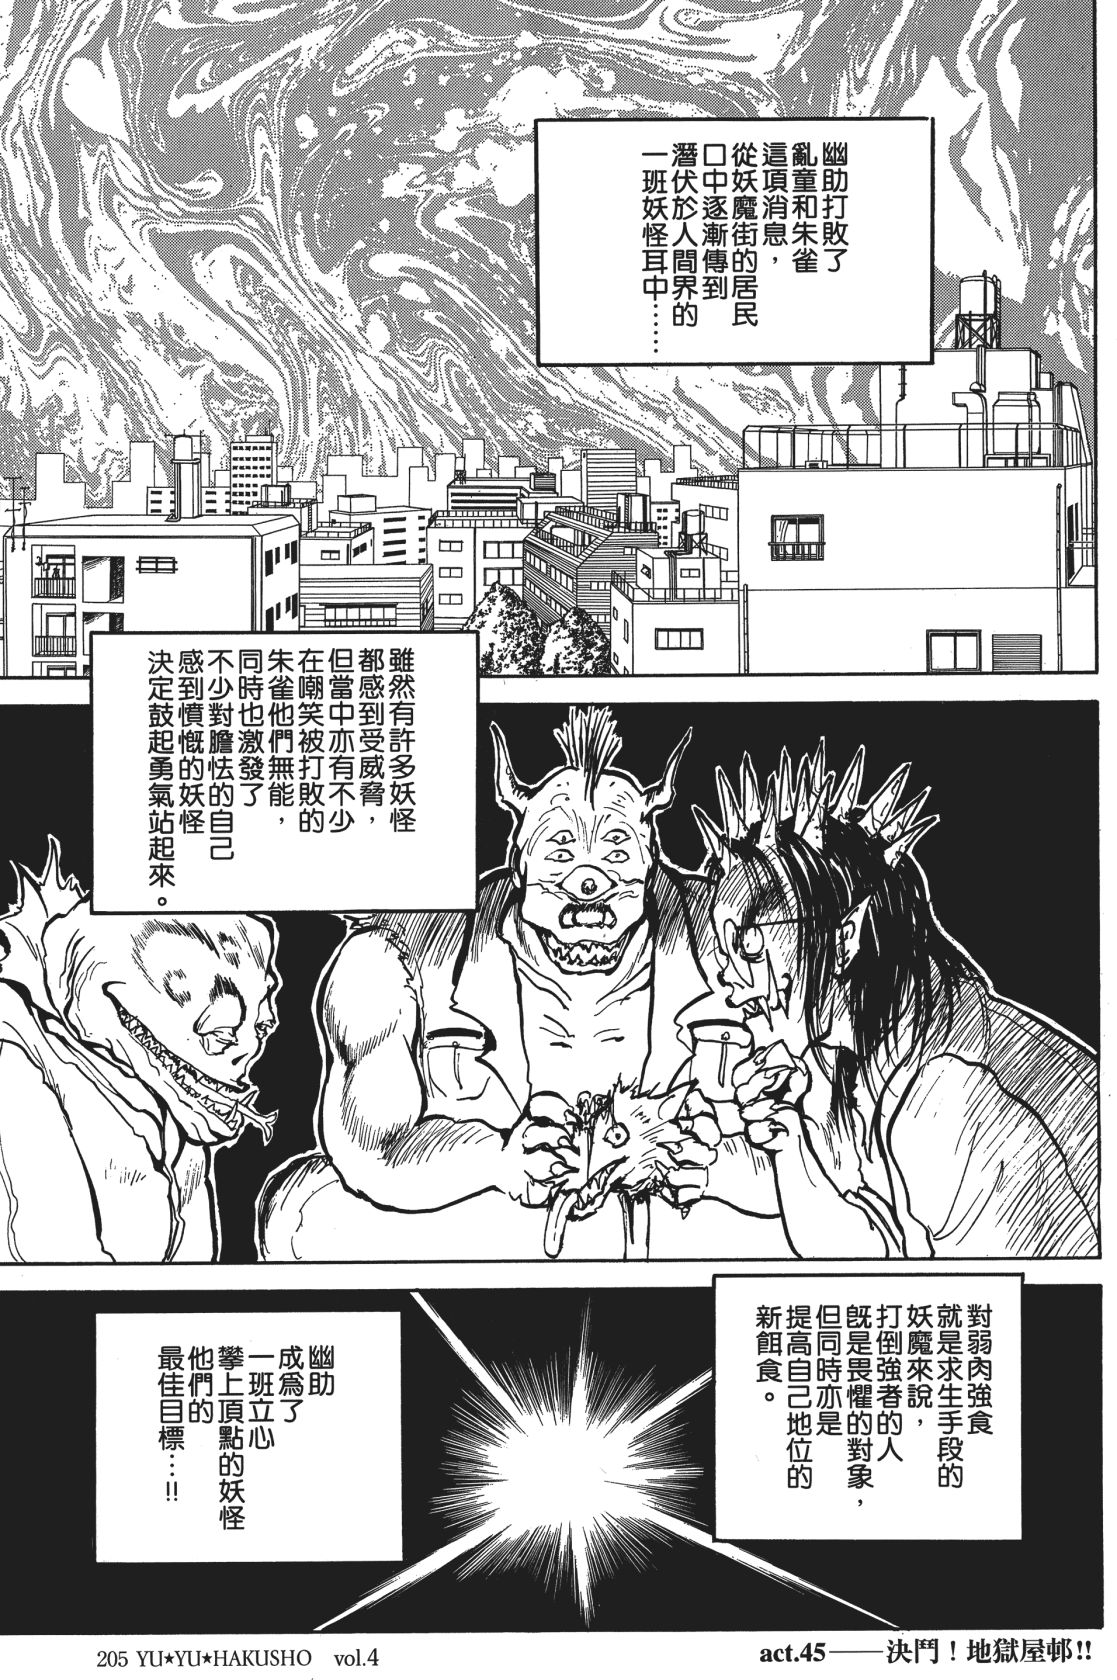 幽助打敗了
亂童和朱雀
這項消息，
從妖魔街的居民
口中逐漸傳到
潛伏於人間界的
一班妖怪耳中……
雖然有許多妖怪
都感到受威脅，
但當中亦有不少
在嘲笑被打敗的
朱雀他們無能，
同時也激發了
不少對膽怯的自己
感到憤慨的妖怪
決定鼓起勇氣站起來。
對弱肉強食
就是求生手段的
妖魔來說，
打倒強者的人
既是畏懼的對象，
但同時亦是
提高自己地位的
新餌食。
幽助
成為了
一班立心
攀上頂點的妖怪
他們的
最佳目標…!!
205 YU★YU★HAKUSHO vol.4
act.45——決鬥！地獄屋邨!!